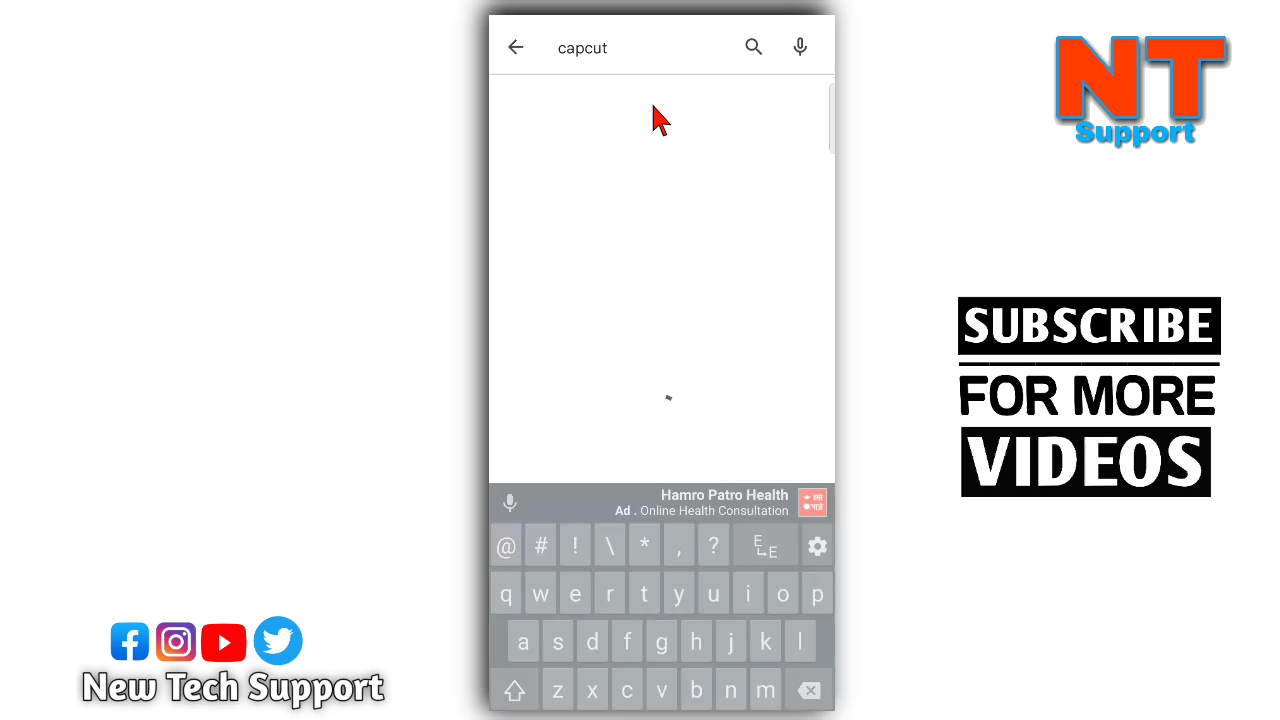 capcut
NT
Support
SUBSCRIBE
FOR MORE
VIDEOS
Hamro Patro Health
Ad . Online Health Consultation
हाम्रो
पात्रो
@ # ! \ * , ? E E
q w e r t y u i o p
a s d f g h j k l
z x c v b n m
New Tech Support